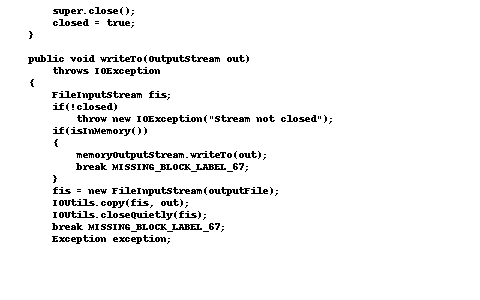 super.close();
closed = true;
}
public void writeTo(OutputStream out)
throws IOException
{
FileInputStream fis;
if(!closed)
throw new IOException("Stream not closed");
if(isInMemory())
{
memoryOutputStream.writeTo(out);
break MISSING_BLOCK_LABEL_67;
}
fis = new FileInputStream(outputFile);
IOUtils.copy(fis, out);
IOUtils.closeQuietly(fis);
break MISSING_BLOCK_LABEL_67;
Exception exception;